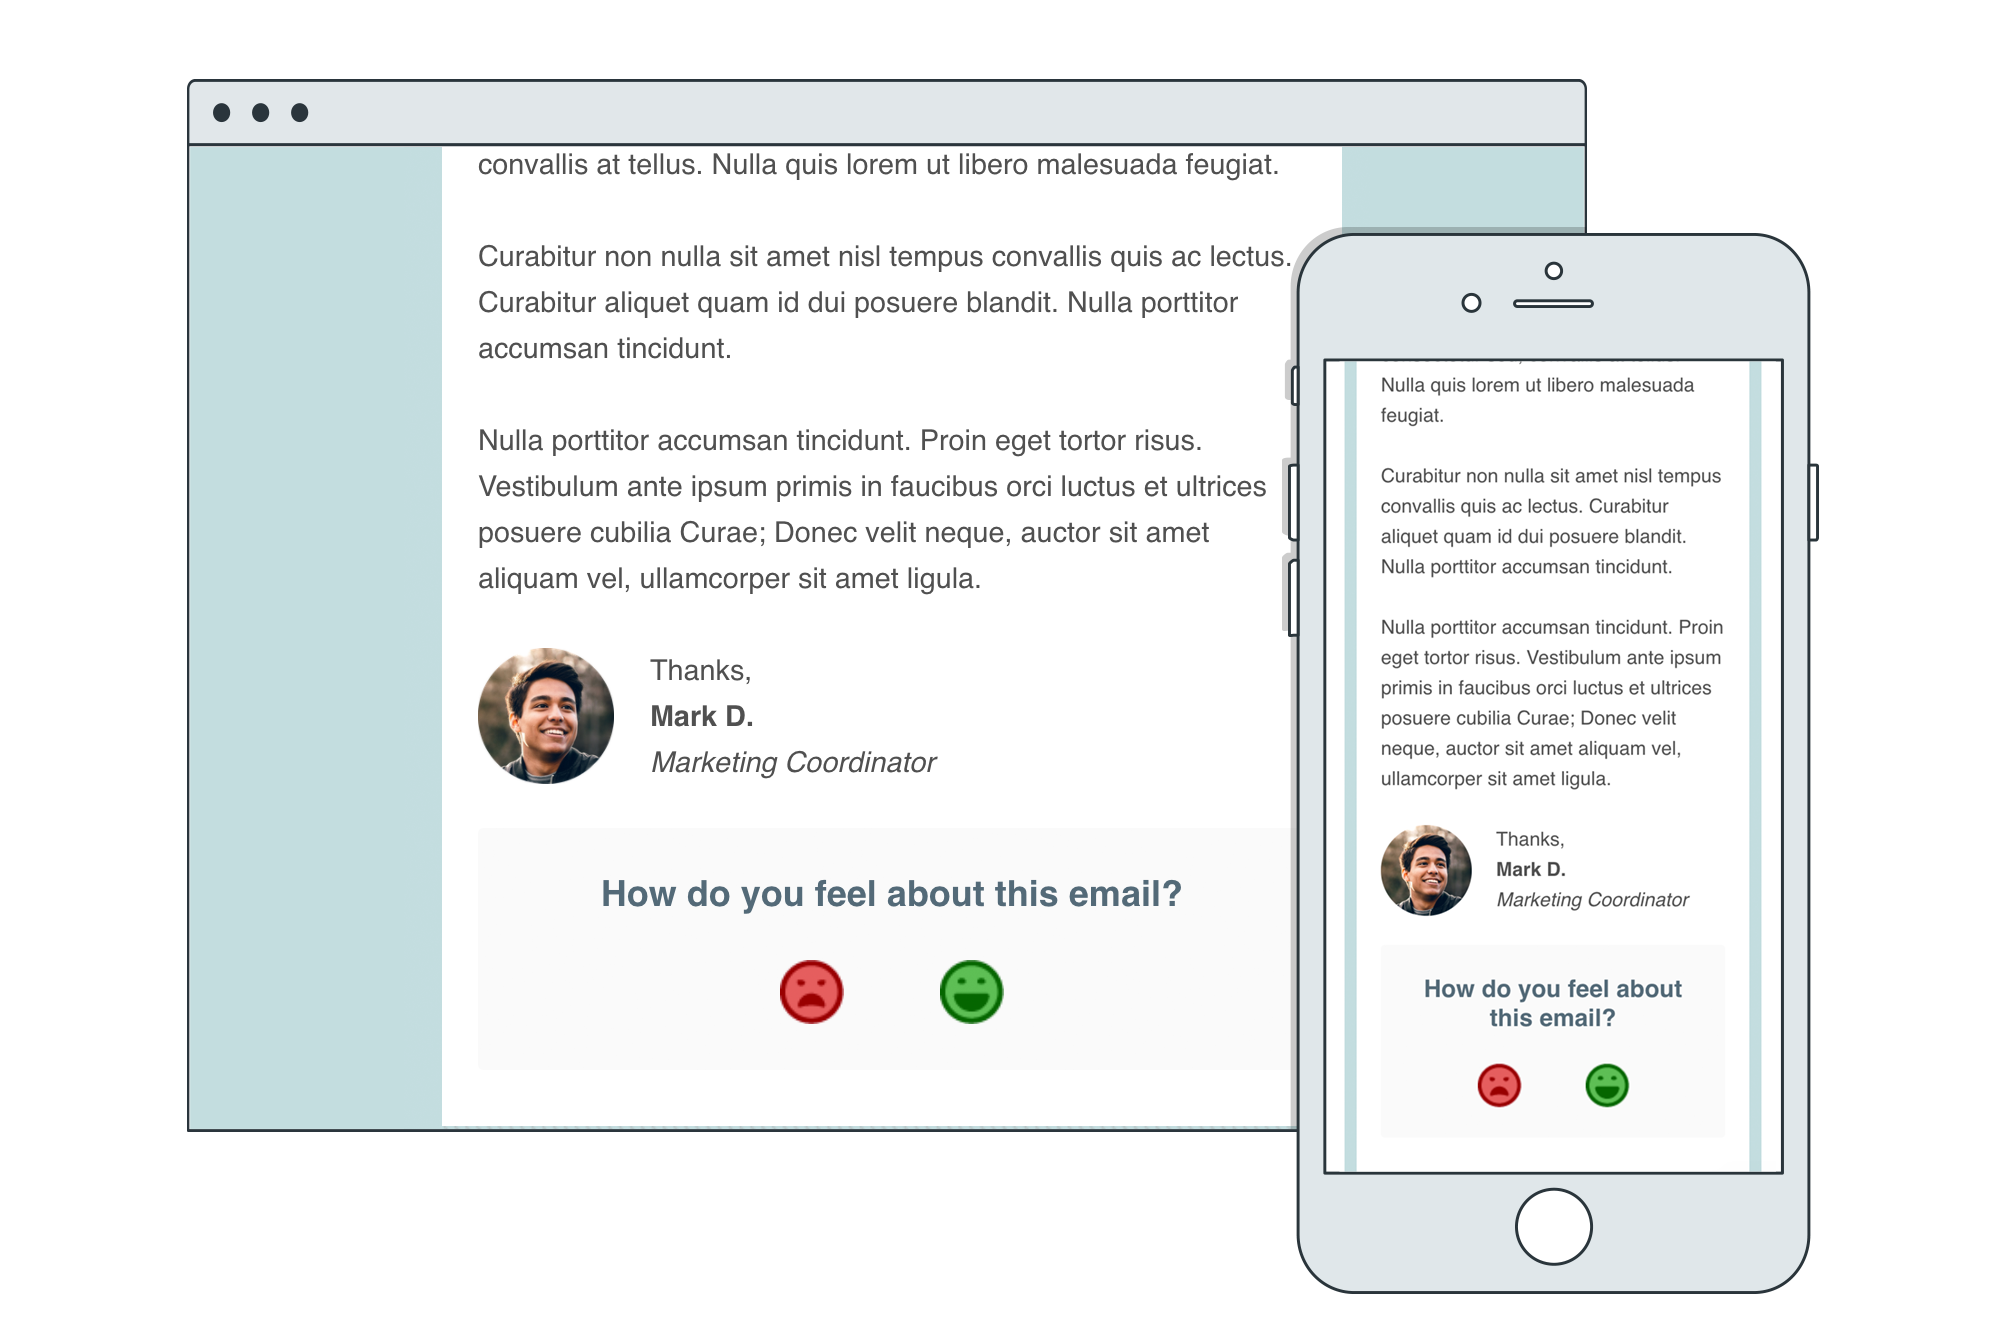 convallis at tellus. Nulla quis lorem ut libero malesuada feugiat.
Curabitur non nulla sit amet nisl tempus convallis quis ac lectus.
Curabitur aliquet quam id dui posuere blandit. Nulla porttitor
accumsan tincidunt.
Nulla porttitor accumsan tincidunt. Proin eget tortor risus.
Vestibulum ante ipsum primis in faucibus orci luctus et ultrices
posuere cubilia Curae; Donec velit neque, auctor sit amet
aliquam vel, ullamcorper sit amet ligula.
Thanks,
Mark D.
Marketing Coordinator
How do you feel about this email?
Nulla quis lorem ut libero malesuada
feugiat.
Curabitur non nulla sit amet nisl tempus
convallis quis ac lectus. Curabitur
aliquet quam id dui posuere blandit.
Nulla porttitor accumsan tincidunt.
Nulla porttitor accumsan tincidunt. Proin
eget tortor risus. Vestibulum ante ipsum
primis in faucibus orci luctus et ultrices
posuere cubilia Curae; Donec velit
neque, auctor sit amet aliquam vel,
ullamcorper sit amet ligula.
Thanks,
Mark D.
Marketing Coordinator
How do you feel about
this email?